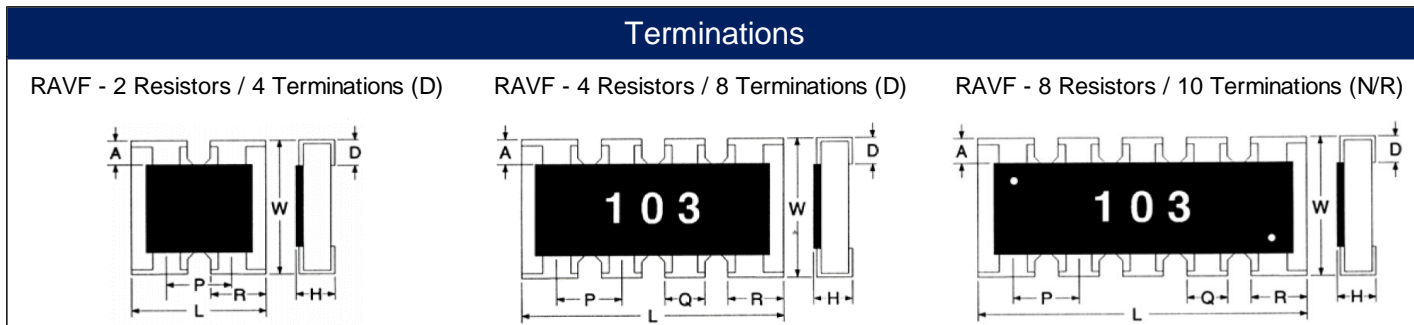 Terminations
RAVF - 2 Resistors / 4 Terminations (D)
A
D
W
P
R
H
L
RAVF - 4 Resistors / 8 Terminations (D)
A
D
103
W
P
Q
R
H
L
RAVF - 8 Resistors / 10 Terminations (N/R)
A
D
103
W
P
Q
R
H
L